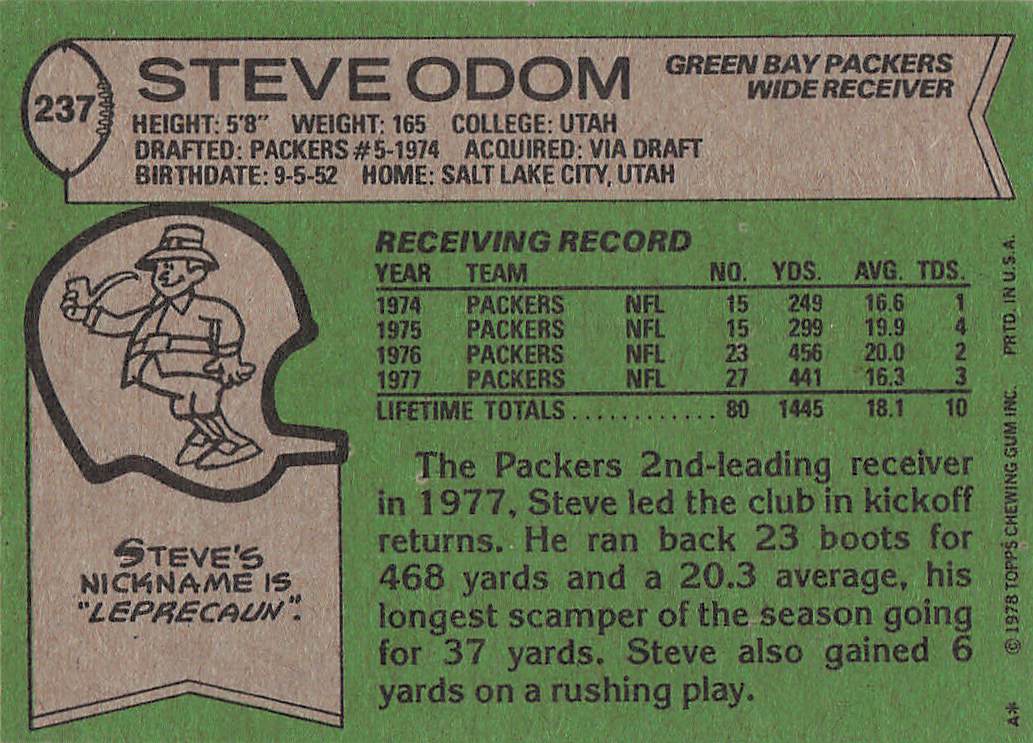 237
STEVE ODOM
GREEN BAY PACKERS
WIDE RECEIVER
HEIGHT: 5'8" WEIGHT: 165 COLLEGE: UTAH
DRAFTED: PACKERS #5-1974 ACQUIRED: VIA DRAFT
BIRTHDATE: 9-5-52 HOME: SALT LAKE CITY, UTAH
RECEIVING RECORD
YEAR TEAM NO. YDS. AVG. TDS.
1974 PACKERS NFL 15 249 16.6 1
1975 PACKERS NFL 15 299 19.9 4
1976 PACKERS NFL 23 456 20.0 2
1977 PACKERS NFL 27 441 16.3 3
LIFETIME TOTALS............ 80 1445 18.1 10
The Packers 2nd-leading receiver
in 1977, Steve led the club in kickoff
returns. He ran back 23 boots for
468 yards and a 20.3 average, his
longest scamper of the season going
for 37 yards. Steve also gained 6
yards on a rushing play.
STEVE'S
NICKNAME IS
"LEPRECAUN".
A* © 1978 TOPPS CHEWING GUM INC. PRTD. IN U.S.A.